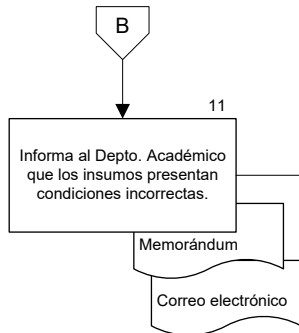 B
11
Informa al Depto. Académico
que los insumos presentan
condiciones incorrectas.
Memorándum
Correo electrónico